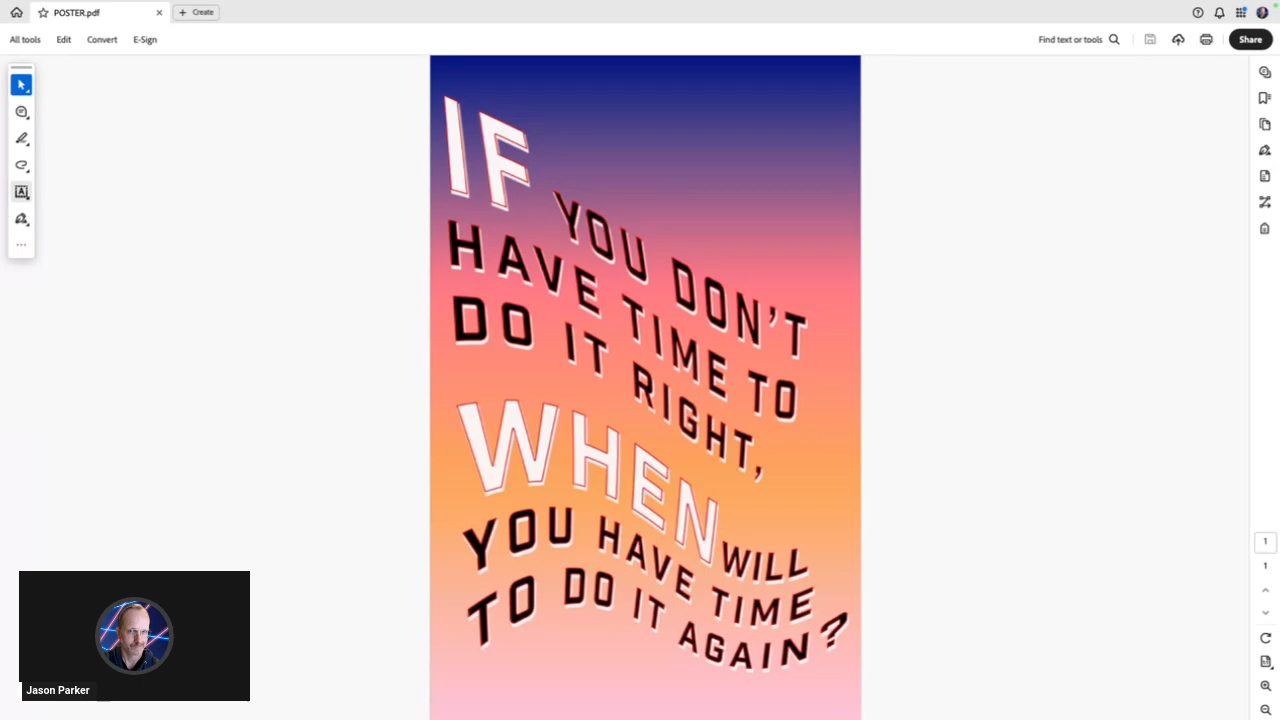 POSTER.pdf
Create
All tools Edit Convert E-Sign
Find text or tools
Share
IF YOU DON'T
HAVE TIME TO
DO IT RIGHT,
WHEN WILL
YOU HAVE TIME
TO DO IT AGAIN?
1
1
Jason Parker